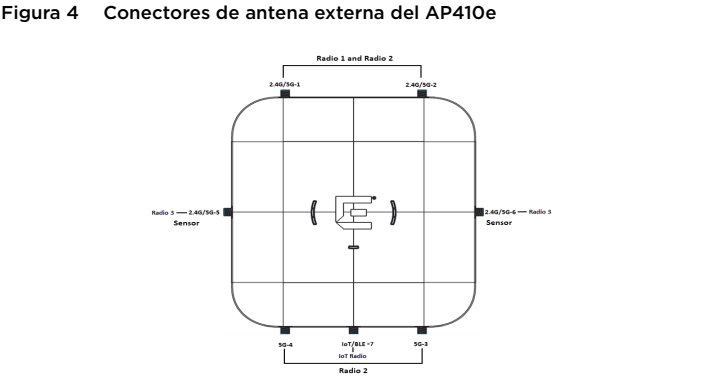 Figura 4 Conectores de antena externa del AP410e
Radio 1 and Radio 2
2.4G/5G-1 2.4G/5G-2
Radio 3 2.4G/5G-5 2.4G/5G-6 Radio 3
Sensor Sensor
5G-4 IoT/BLE -7 5G-3
IoT Radio
Radio 2